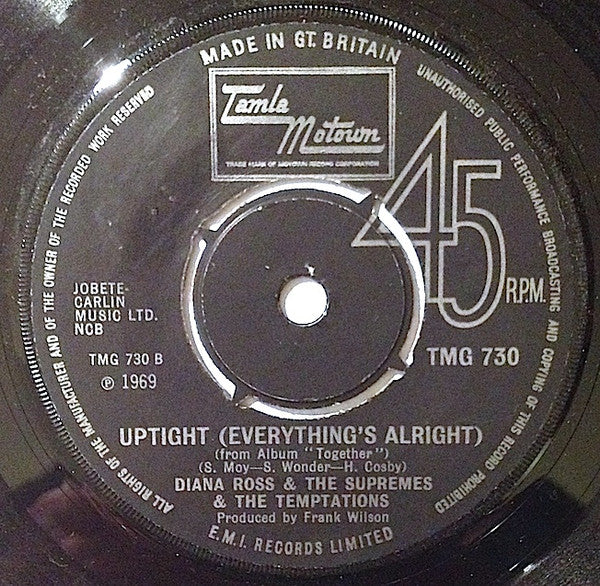 MADE IN GT. BRITAIN
Tamla
Motown
TRADE MARK OF MOTOWN RECORD CORPORATION
45
R.P.M.
JOBETE-
CARLIN
MUSIC LTD.
NCB
TMG 730 B
℗ 1969
TMG 730
UPTIGHT (EVERYTHING'S ALRIGHT)
(from Album "Together")
(S. Moy—S. Wonder—H. Cosby)
DIANA ROSS & THE SUPREMES
& THE TEMPTATIONS
Produced by Frank Wilson
E.M.I. RECORDS LIMITED
ALL RIGHTS OF THE MANUFACTURER AND OF THE OWNER OF THE RECORDED WORK RESERVED
UNAUTHORISED PUBLIC PERFORMANCE BROADCASTING AND COPYING OF THIS RECORD PROHIBITED